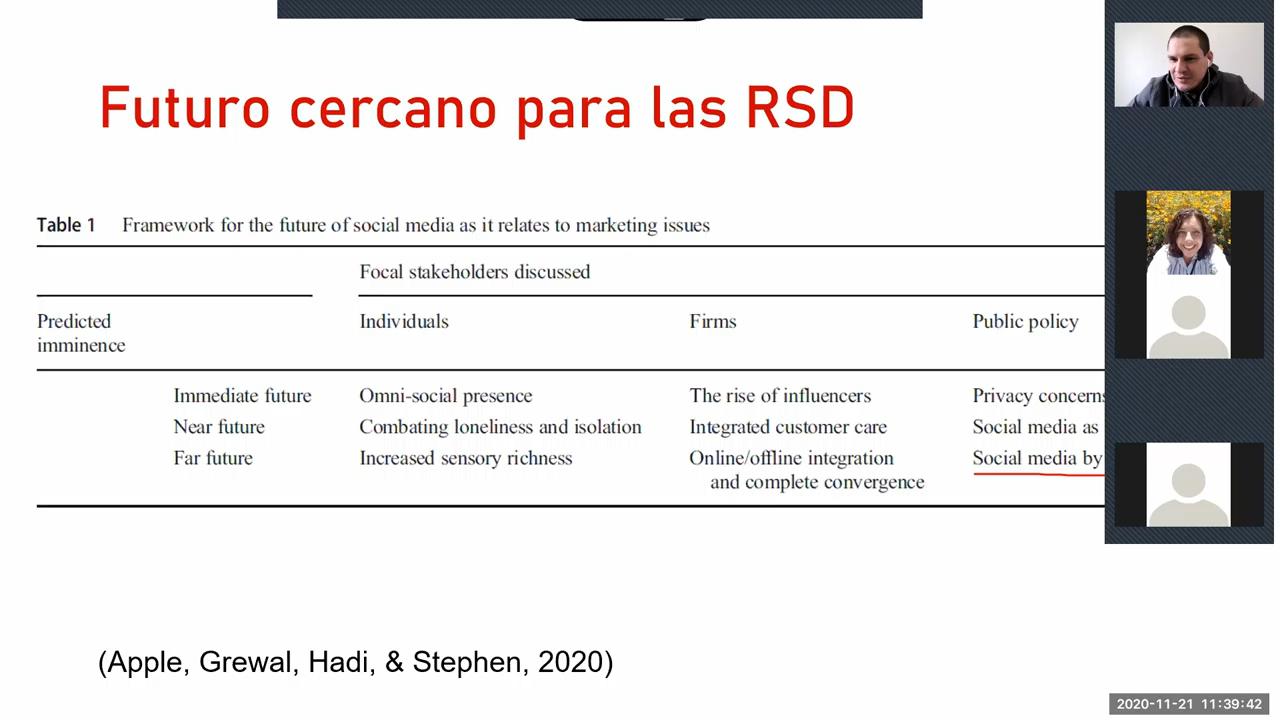 Futuro cercano para las RSD
Table 1 Framework for the future of social media as it relates to marketing issues
Focal stakeholders discussed
Predicted imminence Individuals Firms Public policy
Immediate future Omni-social presence The rise of influencers Privacy concerns
Near future Combating loneliness and isolation Integrated customer care Social media as
Far future Increased sensory richness Online/offline integration and complete convergence Social media by
(Apple, Grewal, Hadi, & Stephen, 2020)
2020-11-21 11:39:42